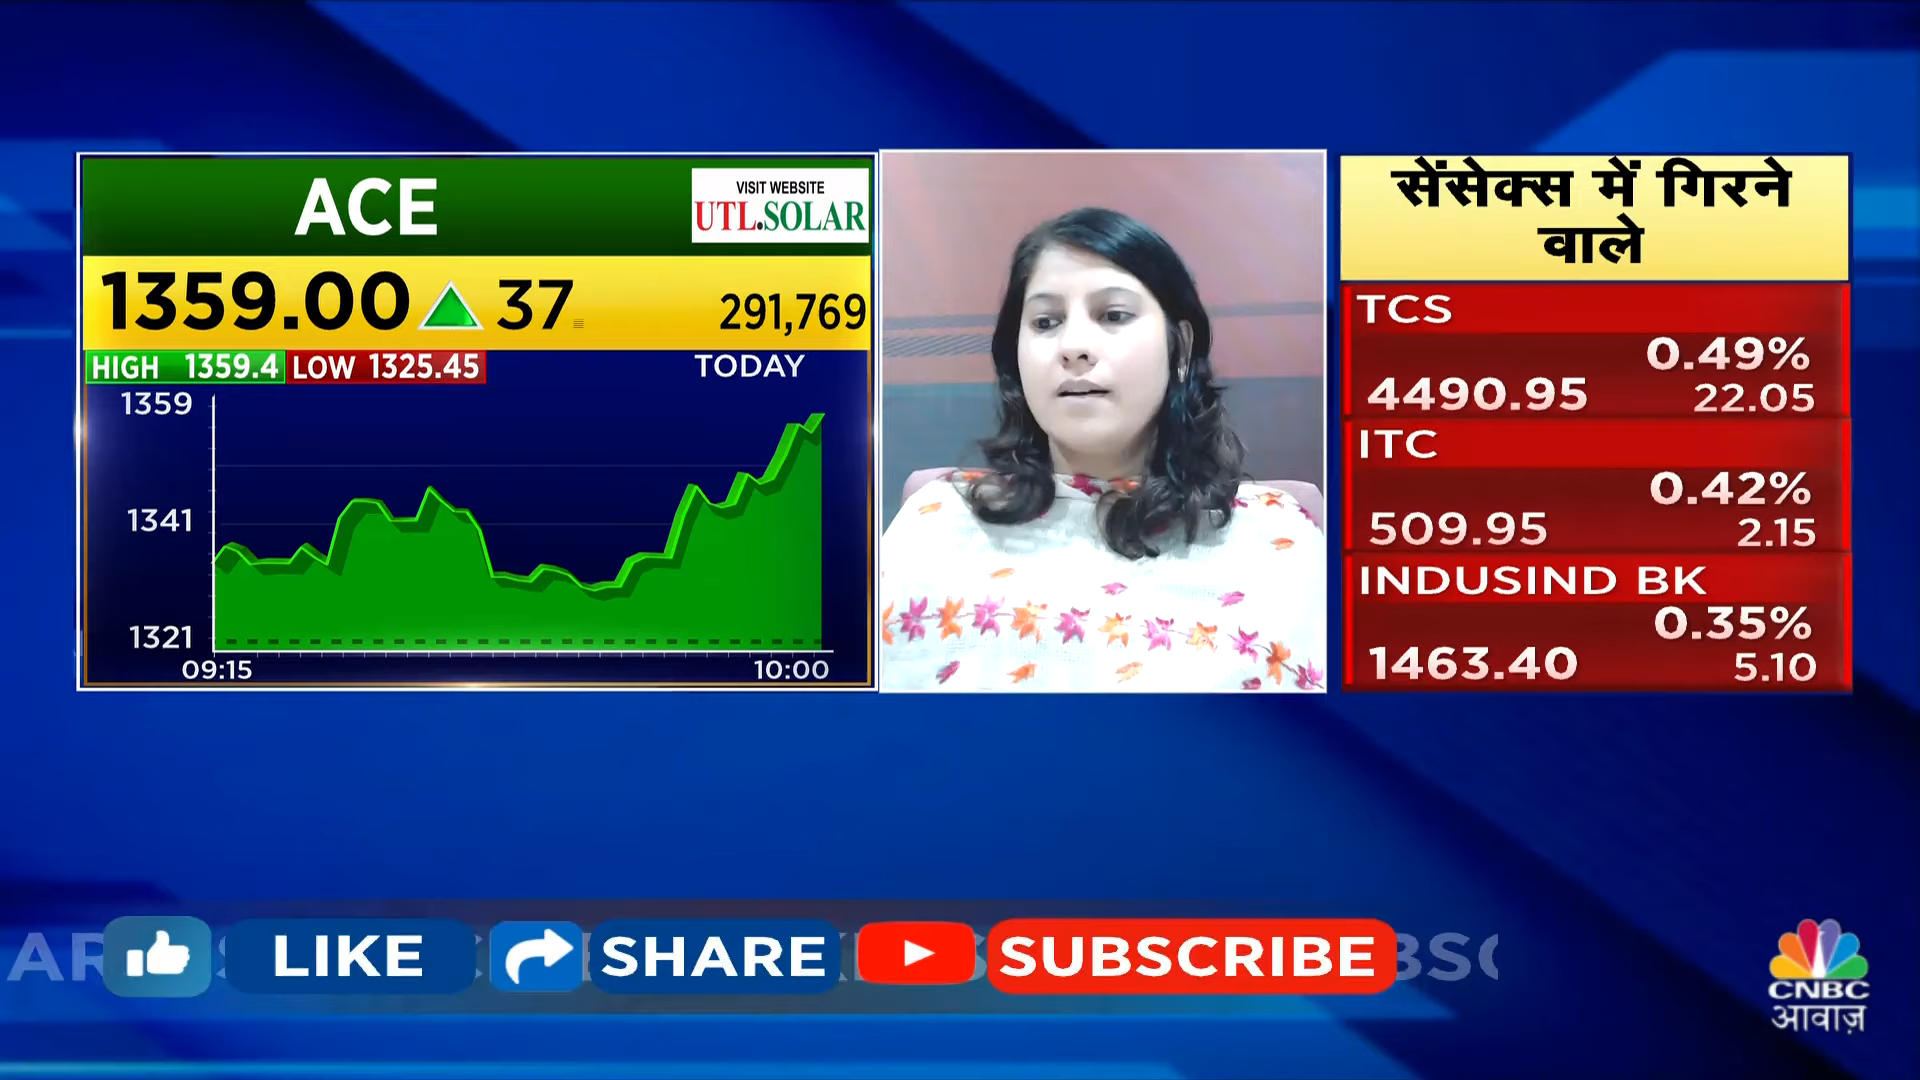 ACE
VISIT WEBSITE
UTL.SOLAR
1359.00 37
291,769
HIGH 1359.4 LOW 1325.45
TODAY
1359
1341
1321
09:15 10:00
सेंसेक्स में गिरने
वाले
TCS
0.49%
4490.95 22.05
ITC
0.42%
509.95 2.15
INDUSIND BK
0.35%
1463.40 5.10
LIKE SHARE SUBSCRIBE
CNBC
आवाज़